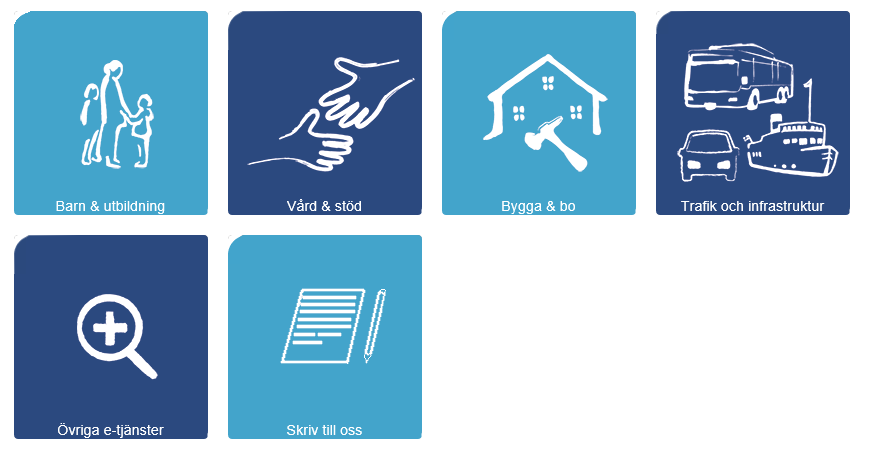 Barn & utbildning
Vård & stöd
Bygga & bo
Trafik och infrastruktur
Övriga e-tjänster
Skriv till oss